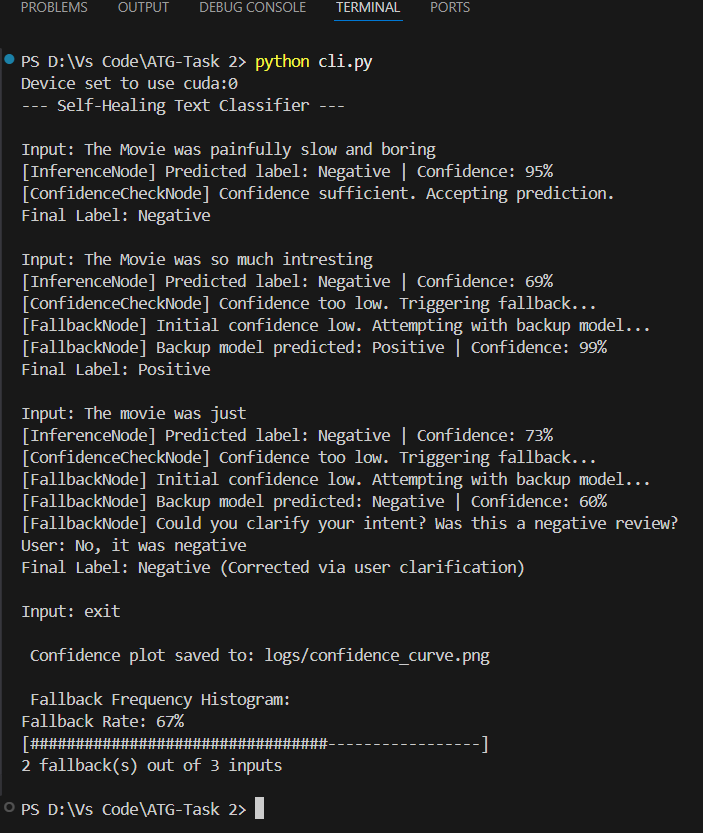 PROBLEMS OUTPUT DEBUG CONSOLE TERMINAL PORTS
PS D:\Vs Code\ATG-Task 2> python cli.py
Device set to use cuda:0
--- Self-Healing Text Classifier ---
Input: The Movie was painfully slow and boring
[InferenceNode] Predicted label: Negative | Confidence: 95%
[ConfidenceCheckNode] Confidence sufficient. Accepting prediction.
Final Label: Negative
Input: The Movie was so much intresting
[InferenceNode] Predicted label: Negative | Confidence: 69%
[ConfidenceCheckNode] Confidence too low. Triggering fallback...
[FallbackNode] Initial confidence low. Attempting with backup model...
[FallbackNode] Backup model predicted: Positive | Confidence: 99%
Final Label: Positive
Input: The movie was just
[InferenceNode] Predicted label: Negative | Confidence: 73%
[ConfidenceCheckNode] Confidence too low. Triggering fallback...
[FallbackNode] Initial confidence low. Attempting with backup model...
[FallbackNode] Backup model predicted: Negative | Confidence: 60%
[FallbackNode] Could you clarify your intent? Was this a negative review?
User: No, it was negative
Final Label: Negative (Corrected via user clarification)
Input: exit
Confidence plot saved to: logs/confidence_curve.png
Fallback Frequency Histogram:
Fallback Rate: 67%
[#################################-----------------]
2 fallback(s) out of 3 inputs
PS D:\Vs Code\ATG-Task 2>